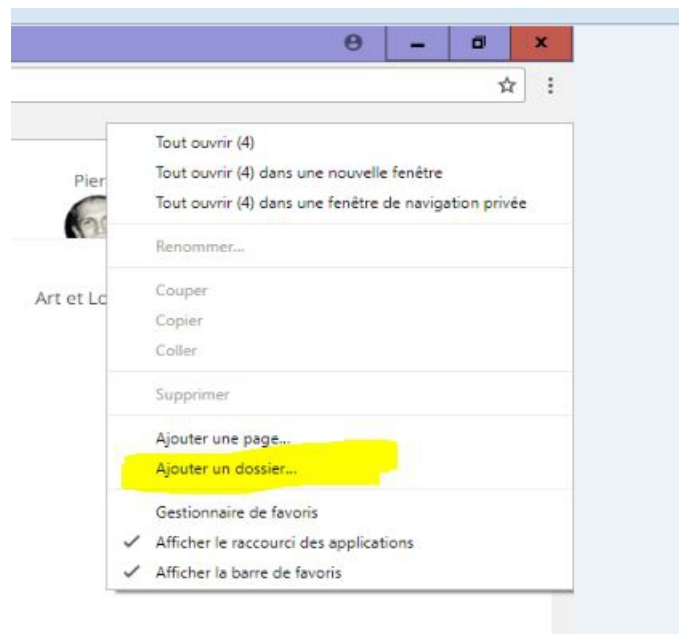 Tout ouvrir (4)
Tout ouvrir (4) dans une nouvelle fenêtre
Pier
Tout ouvrir (4) dans une fenêtre de navigation privée
Renommer...
Art et Lo
Couper
Copier
Coller
Supprimer
Ajouter une page...
Ajouter un dossier...
Gestionnaire de favoris
Afficher le raccourci des applications
Afficher la barre de favoris